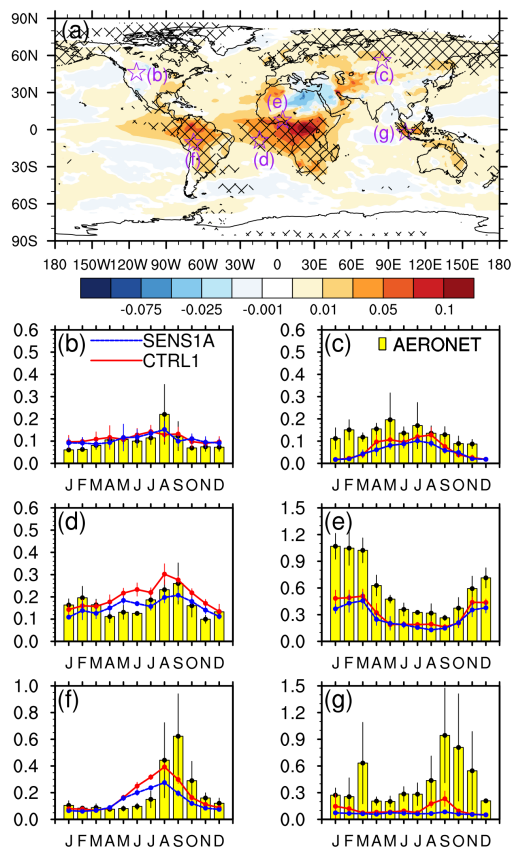 90N
(a)
60N
(b)
(c)
30N
(e)
0
(g)
(f)
(d)
30S
60S
90S
180 150W 120W 90W 60W 30W 0 30E 60E 90E 120E 150E 180
-0.075 -0.025 -0.001 0.01 0.05 0.1
(b)
SENS1A
CTRL1
0.6
0.5
0.4
0.3
0.2
0.1
0.0
J F M A M J J A S O N D
(c)
AERONET
0.6
0.5
0.4
0.3
0.2
0.1
0.0
J F M A M J J A S O N D
(d)
0.6
0.5
0.4
0.3
0.2
0.1
0.0
J F M A M J J A S O N D
(e)
1.5
1.2
0.9
0.6
0.3
0.0
J F M A M J J A S O N D
(f)
1.0
0.8
0.6
0.4
0.2
0.0
J F M A M J J A S O N D
(g)
1.5
1.2
0.9
0.6
0.3
0.0
J F M A M J J A S O N D